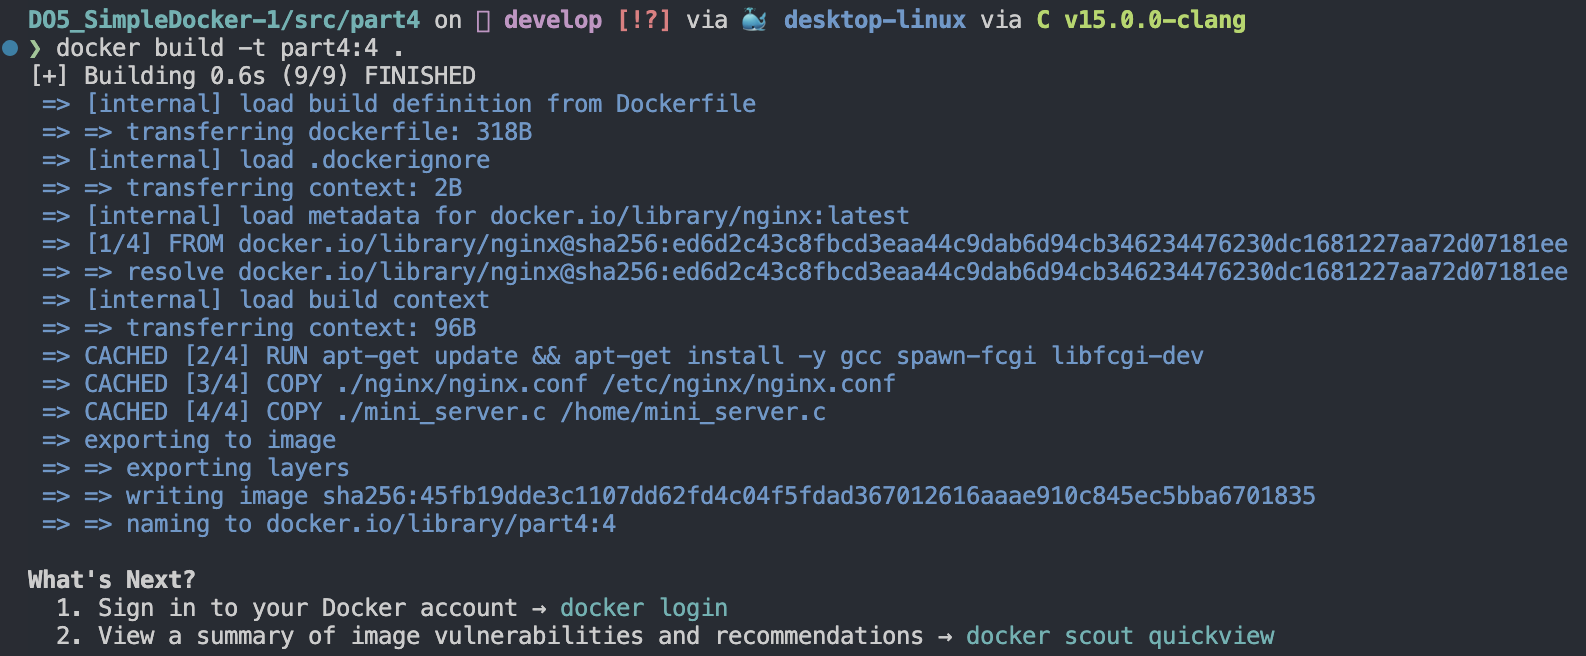 DO5_SimpleDocker-1/src/part4 on develop [!?] via 🐳 desktop-linux via C v15.0.0-clang
❯ docker build -t part4:4 .
[+] Building 0.6s (9/9) FINISHED
=> [internal] load build definition from Dockerfile
=> => transferring dockerfile: 318B
=> [internal] load .dockerignore
=> => transferring context: 2B
=> [internal] load metadata for docker.io/library/nginx:latest
=> [1/4] FROM docker.io/library/nginx@sha256:ed6d2c43c8fbcd3eaa44c9dab6d94cb346234476230dc1681227aa72d07181ee
=> => resolve docker.io/library/nginx@sha256:ed6d2c43c8fbcd3eaa44c9dab6d94cb346234476230dc1681227aa72d07181ee
=> [internal] load build context
=> => transferring context: 96B
=> CACHED [2/4] RUN apt-get update && apt-get install -y gcc spawn-fcgi libfcgi-dev
=> CACHED [3/4] COPY ./nginx/nginx.conf /etc/nginx/nginx.conf
=> CACHED [4/4] COPY ./mini_server.c /home/mini_server.c
=> exporting to image
=> => exporting layers
=> => writing image sha256:45fb19dde3c1107dd62fd4c04f5fdad367012616aaae910c845ec5bba6701835
=> => naming to docker.io/library/part4:4
What's Next?
1. Sign in to your Docker account → docker login
2. View a summary of image vulnerabilities and recommendations → docker scout quickview